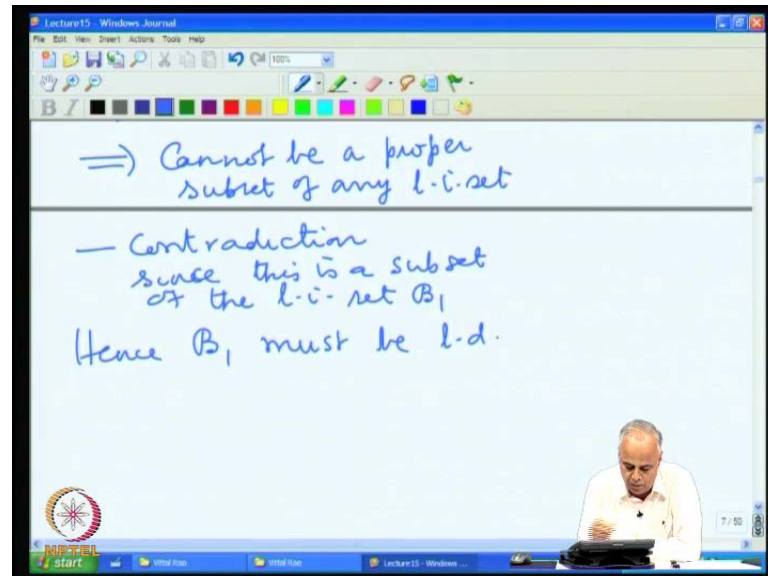 Lecture15 - Windows Journal
File Edit View Insert Actions Tools Help
100%
B I
⇒ Cannot be a proper
subset of any l.i. set
— Contradiction
since this is a subset
of the l.i. set B₁
Hence B₁ must be l.d.
7 / 50
NPTEL
start
Vittal Rao
Vittal Rao
Lecture15 - Windows ...